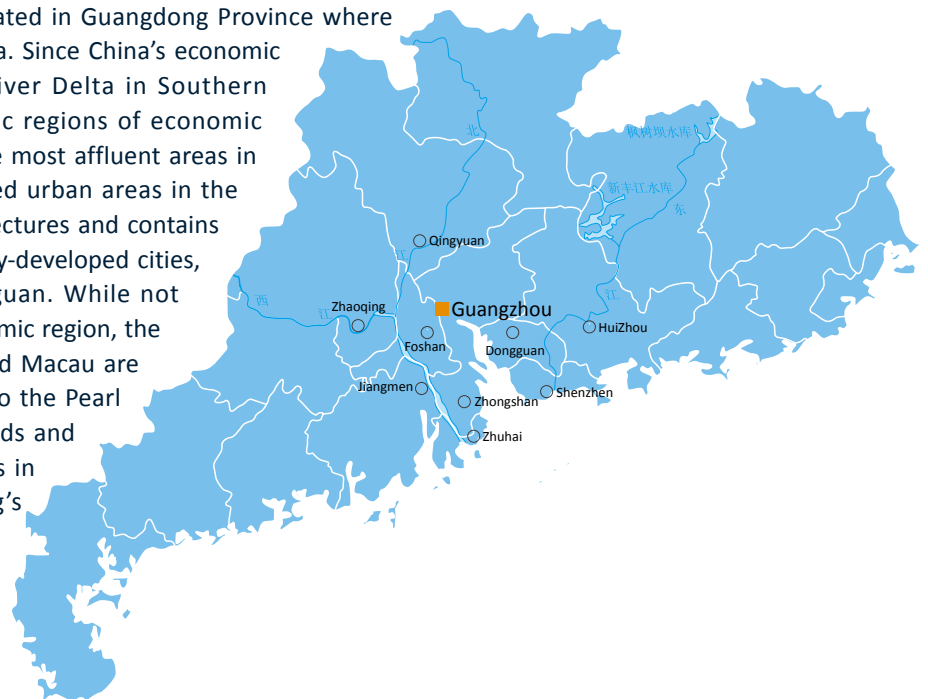 ated in Guangdong Province where
a. Since China’s economic
iver Delta in Southern
c regions of economic
e most affluent areas in
ed urban areas in the
ectures and contains
y-developed cities,
guan. While not
mic region, the
d Macau are
o the Pearl
ds and
s in
g’s
枫树坝水库
北
新丰江水库
东
Qingyuan
江
西
江
江
Zhaoqing
Guangzhou
HuiZhou
Foshan
Dongguan
Jiangmen
Shenzhen
Zhongshan
Zhuhai